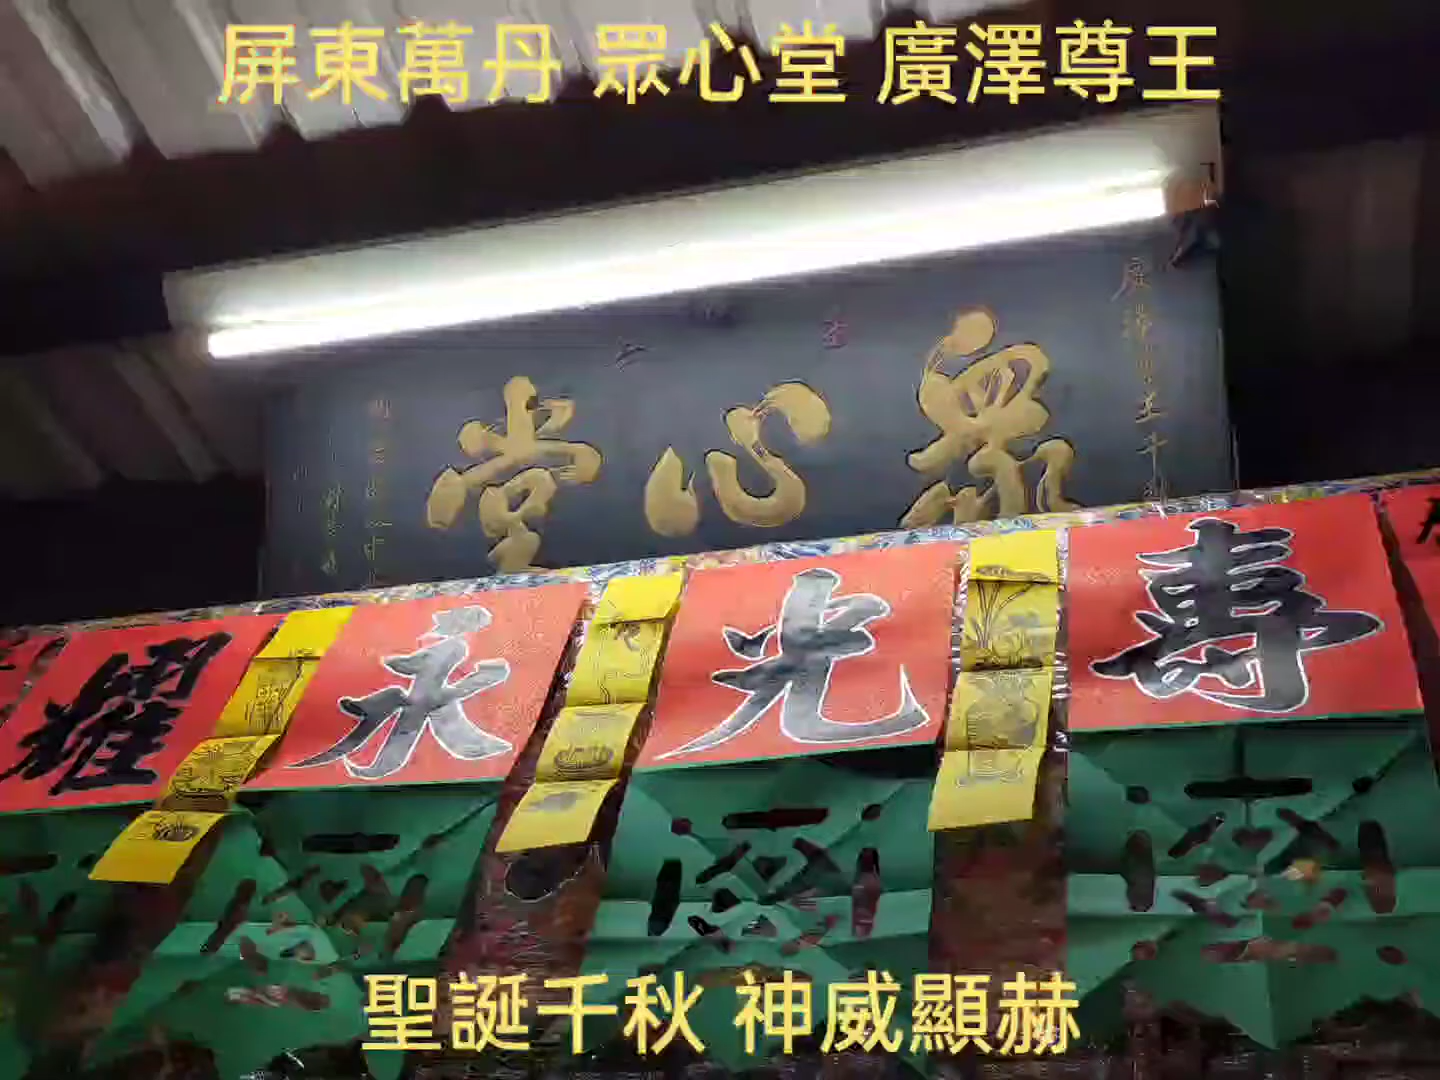 屏東萬丹 眾心堂 廣澤尊王
眾心堂
壽光永耀
聖誕千秋 神威顯赫